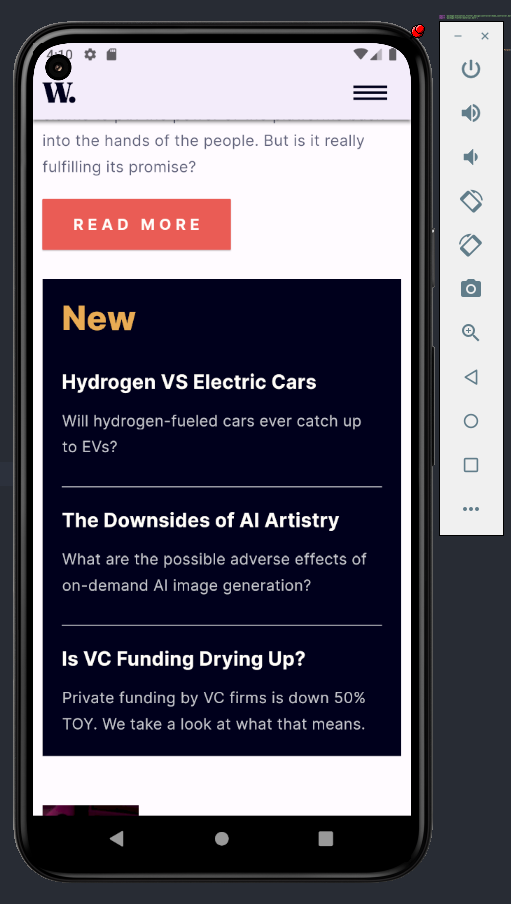 4:10
W.
into the hands of the people. But is it really
fulfilling its promise?
READ MORE
New
Hydrogen VS Electric Cars
Will hydrogen-fueled cars ever catch up
to EVs?
The Downsides of AI Artistry
What are the possible adverse effects of
on-demand AI image generation?
Is VC Funding Drying Up?
Private funding by VC firms is down 50%
TOY. We take a look at what that means.